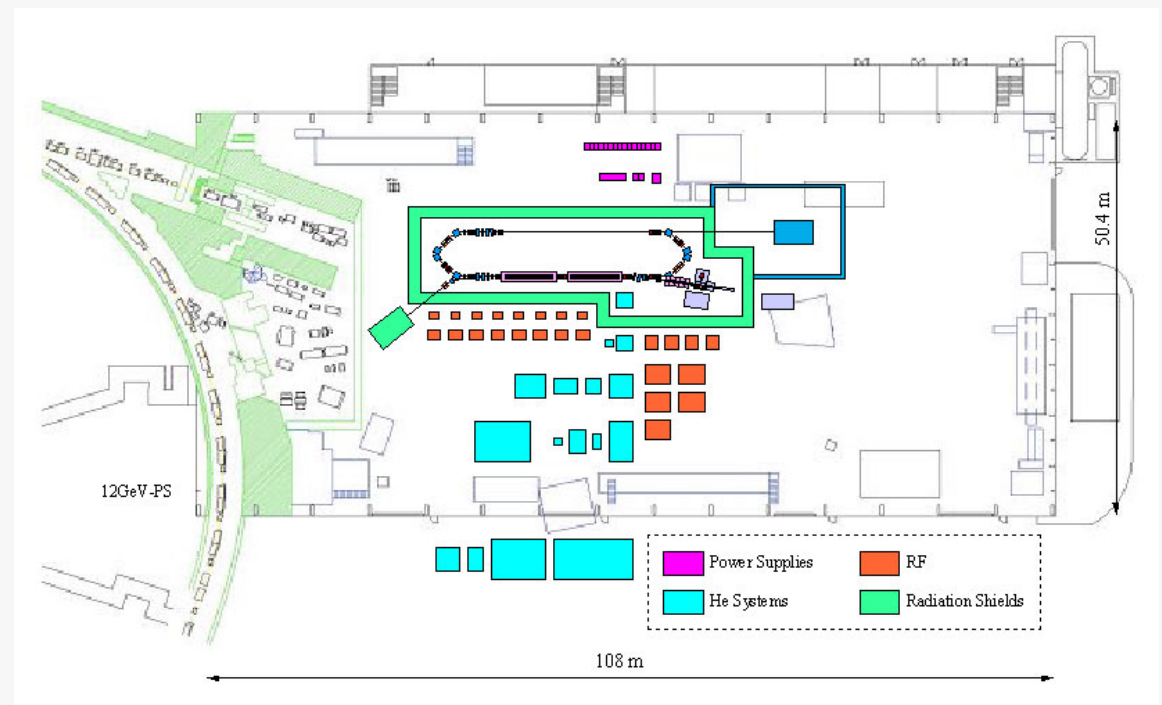 50.4 m
12GeV-PS
Power Supplies
RF
He Systems
Radiation Shields
108 m